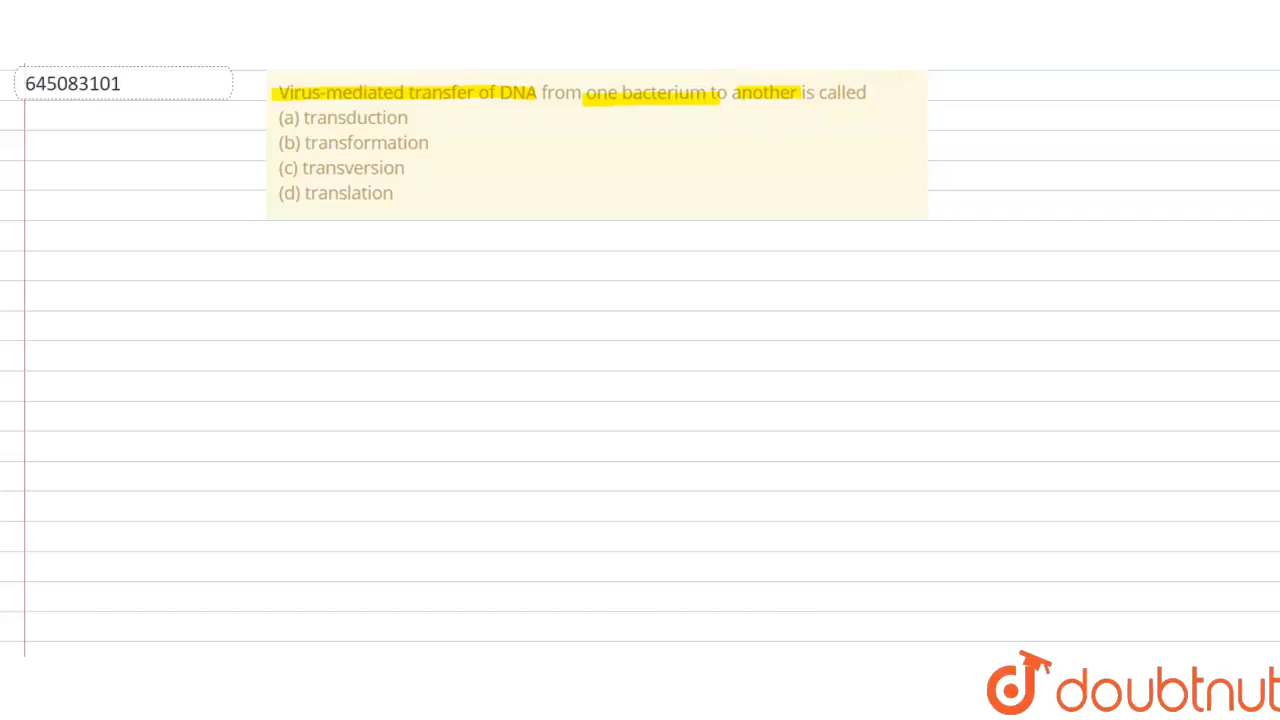 645083101
Virus-mediated transfer of DNA from one bacterium to another is called
(a) transduction
(b) transformation
(c) transversion
(d) translation
doubtnut